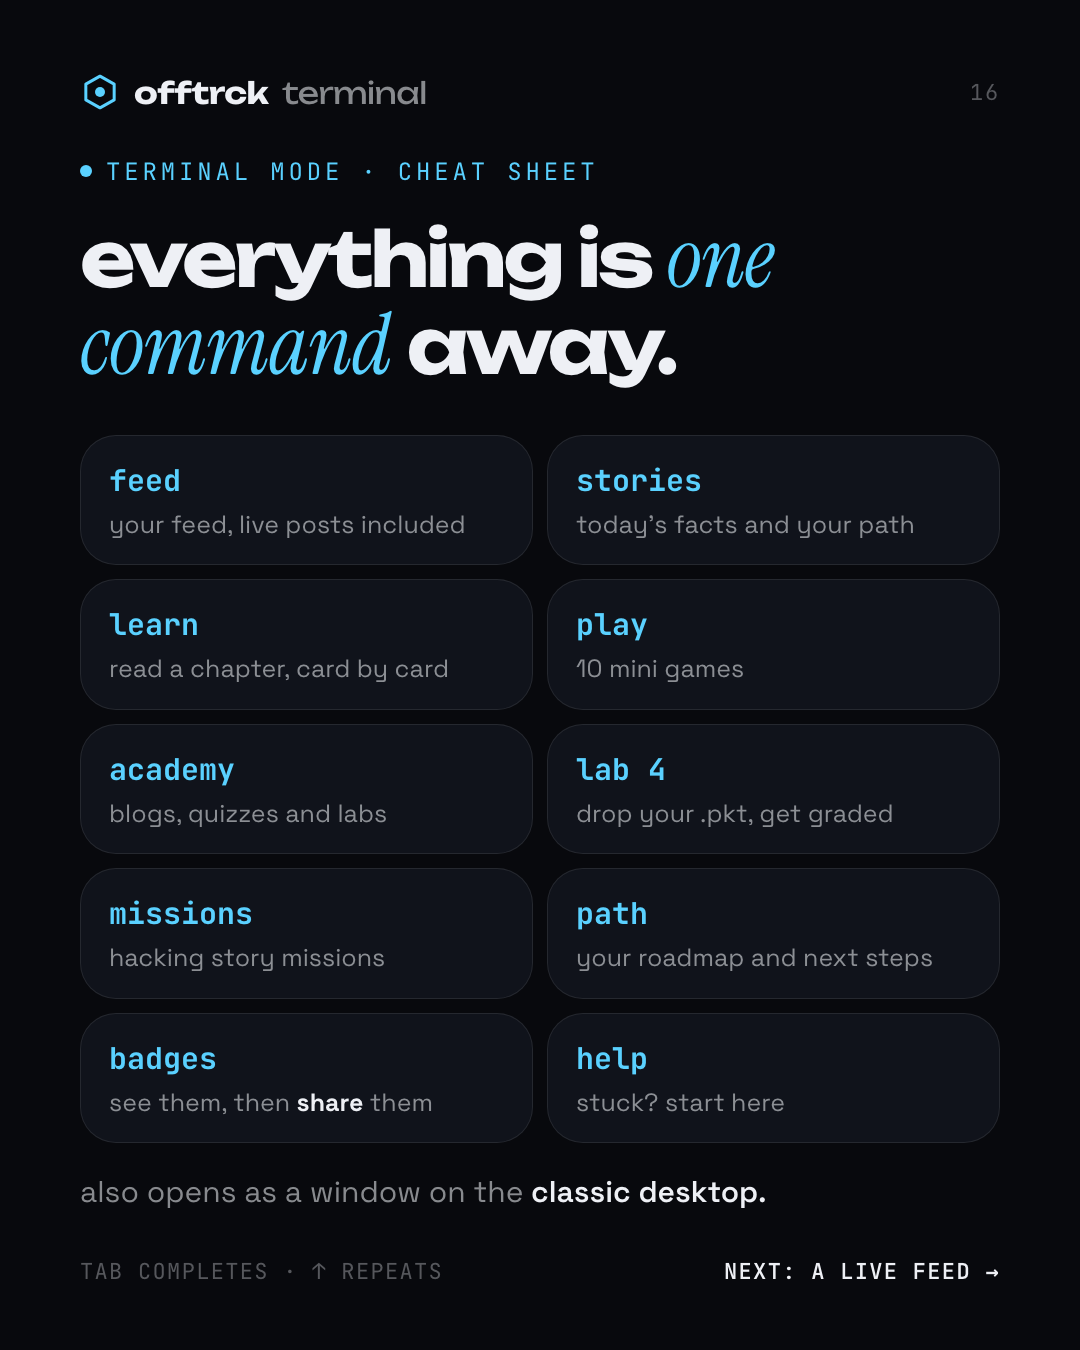 offtrck terminal
16
TERMINAL MODE · CHEAT SHEET
everything is one
command away.
feed
your feed, live posts included
stories
today's facts and your path
learn
read a chapter, card by card
play
10 mini games
academy
blogs, quizzes and labs
lab 4
drop your .pkt, get graded
missions
hacking story missions
path
your roadmap and next steps
badges
see them, then share them
help
stuck? start here
also opens as a window on the classic desktop.
TAB COMPLETES · ↑ REPEATS
NEXT: A LIVE FEED →